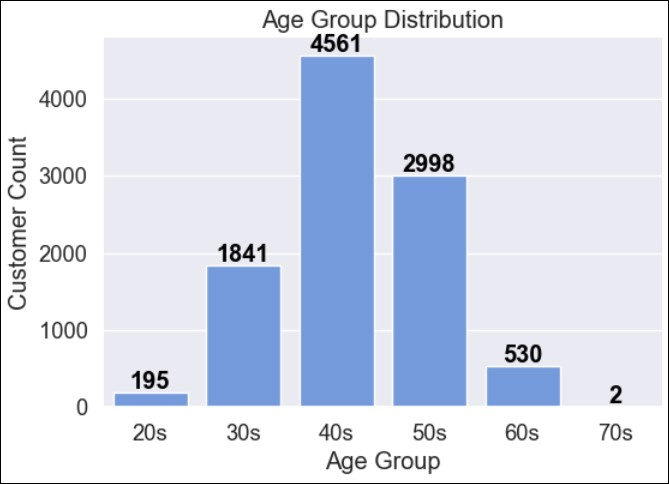 Age Group Distribution
4561
4000
3000
2998
Customer Count
2000
1841
1000
530
195
2
0
20s 30s 40s 50s 60s 70s
Age Group